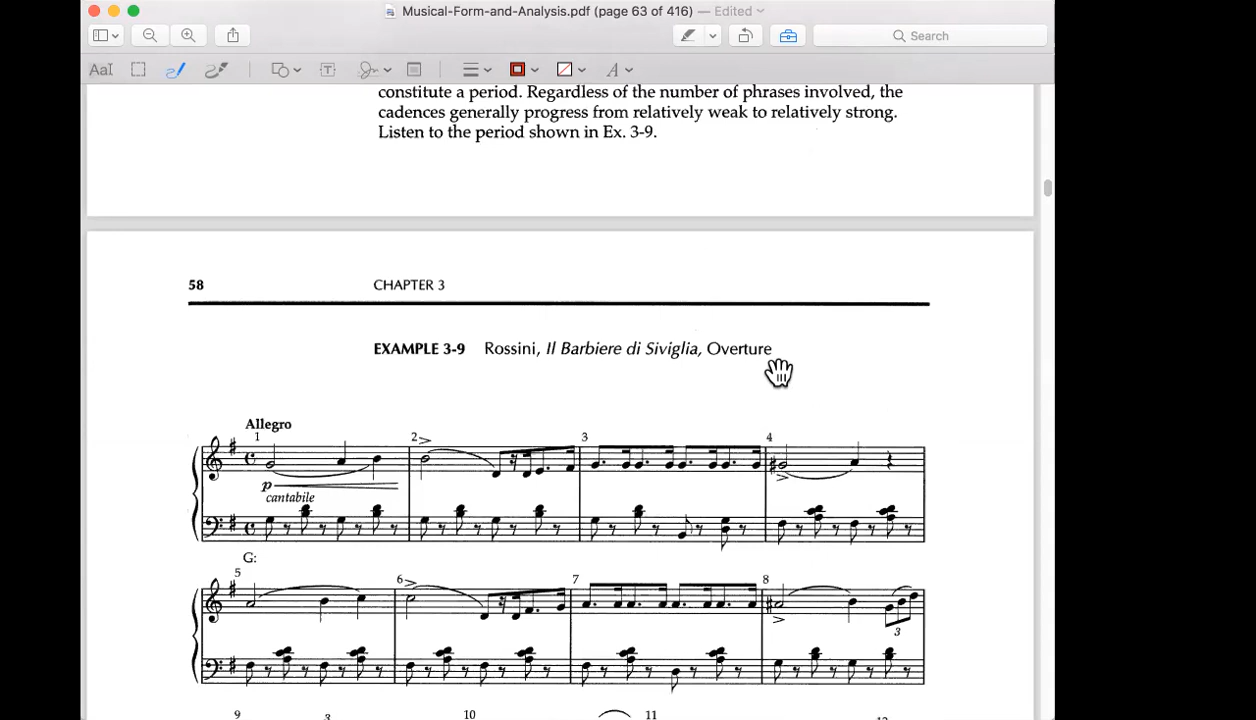 Musical-Form-and-Analysis.pdf (page 63 of 416) — Edited
Search
AaI
T
A
constitute a period. Regardless of the number of phrases involved, the
cadences generally progress from relatively weak to relatively strong.
Listen to the period shown in Ex. 3-9.
58 CHAPTER 3
EXAMPLE 3-9 Rossini, Il Barbiere di Siviglia, Overture
Allegro
1 2 3 4
p
cantabile
G:
5 6 7 8
3
9 3 10 11